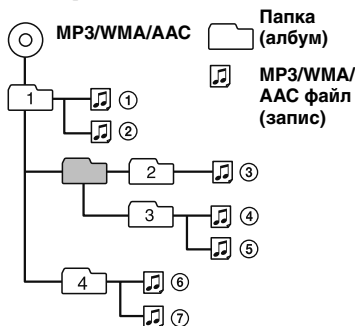 MP3/WMA/AAC
Папка
(албум)
MP3/WMA/
AAC файл
(запис)
1
①
②
2
③
3
④
⑤
4
⑥
⑦